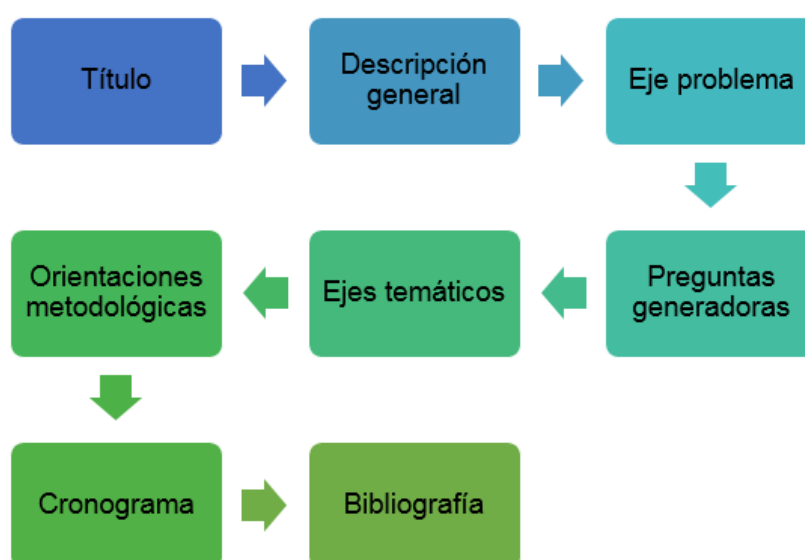 Título
Descripción
general
Eje problema
Preguntas
generadoras
Ejes temáticos
Orientaciones
metodológicas
Cronograma
Bibliografía